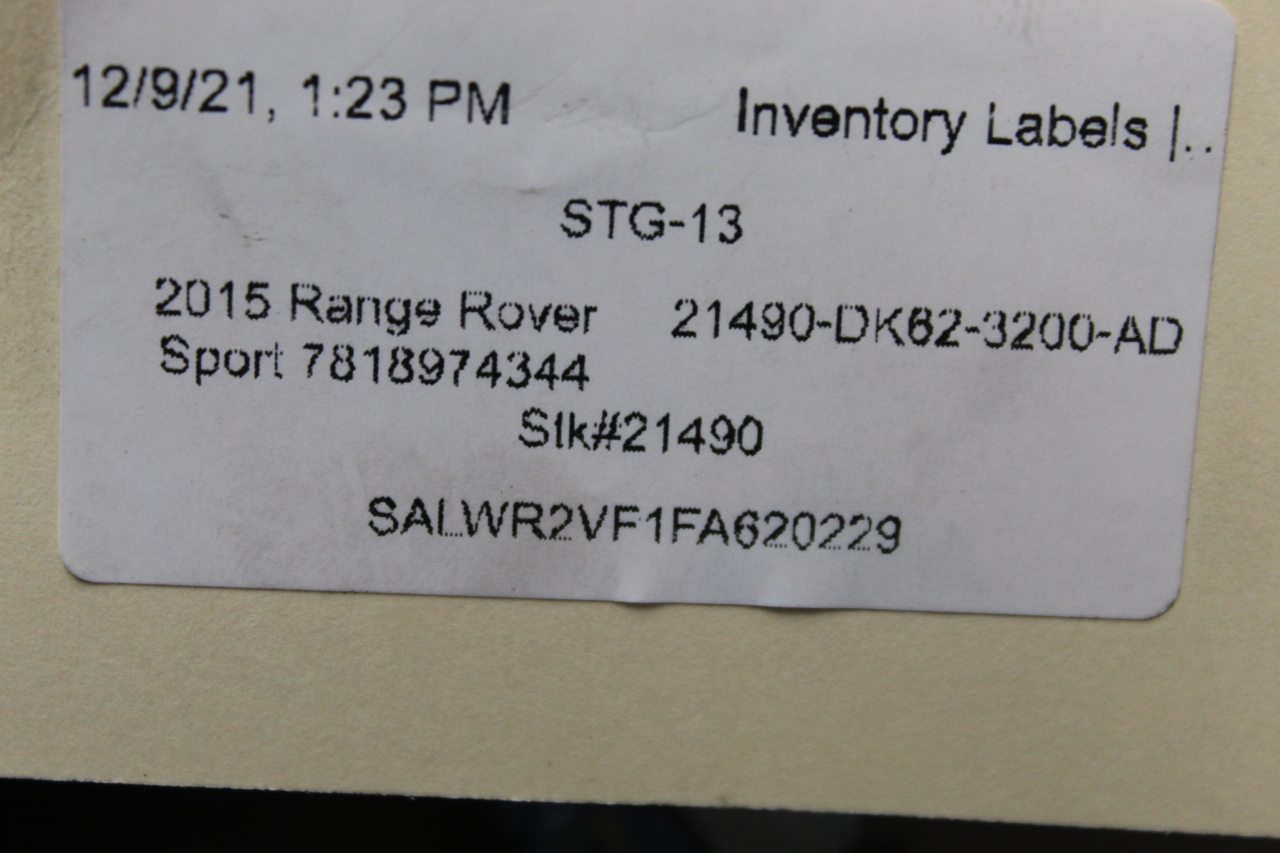 12/9/21, 1:23 PM Inventory Labels |..
STG-13
2015 Range Rover 21490-DK62-3200-AD
Sport 7818974344
Stk#21490
SALWR2VF1FA620229